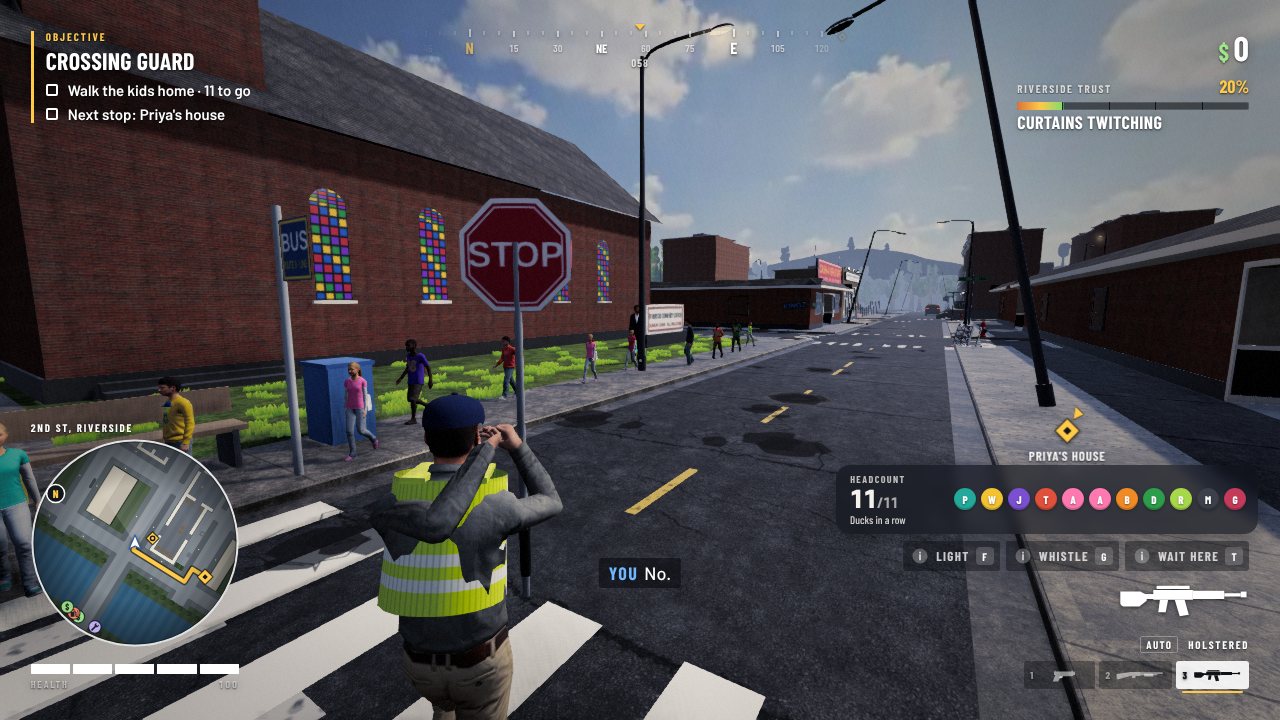 OBJECTIVE
CROSSING GUARD
Walk the kids home · 11 to go
Next stop: Priya's house
N 15 30 NE 60 75 E 105 120
058
$ 0
RIVERSIDE TRUST 20%
CURTAINS TWITCHING
BUS
STOP
2ND ST, RIVERSIDE
N
HEALTH 100
PRIYA'S HOUSE
HEADCOUNT
11/11
Ducks in a row
P W J T A A B D R M G
LIGHT F
WHISTLE G
WAIT HERE T
YOU No.
AUTO HOLSTERED
1 2 3